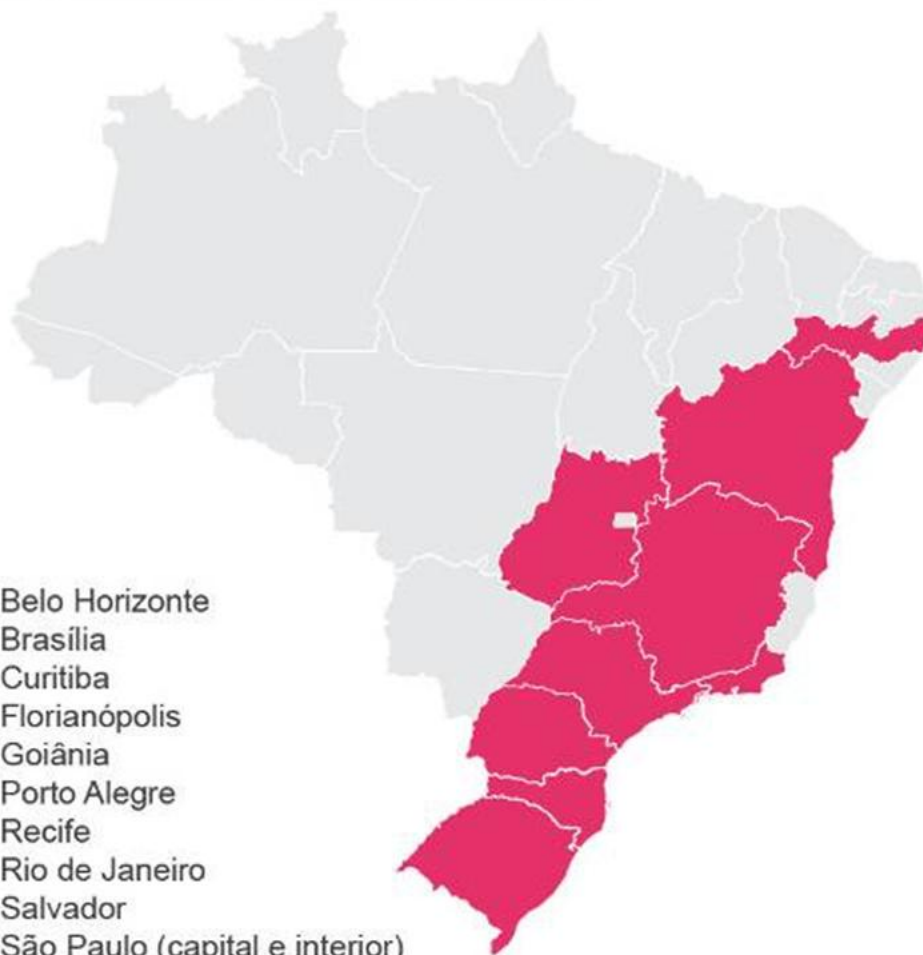 Belo Horizonte
Brasília
Curitiba
Florianópolis
Goiânia
Porto Alegre
Recife
Rio de Janeiro
Salvador
São Paulo (capital e interior)